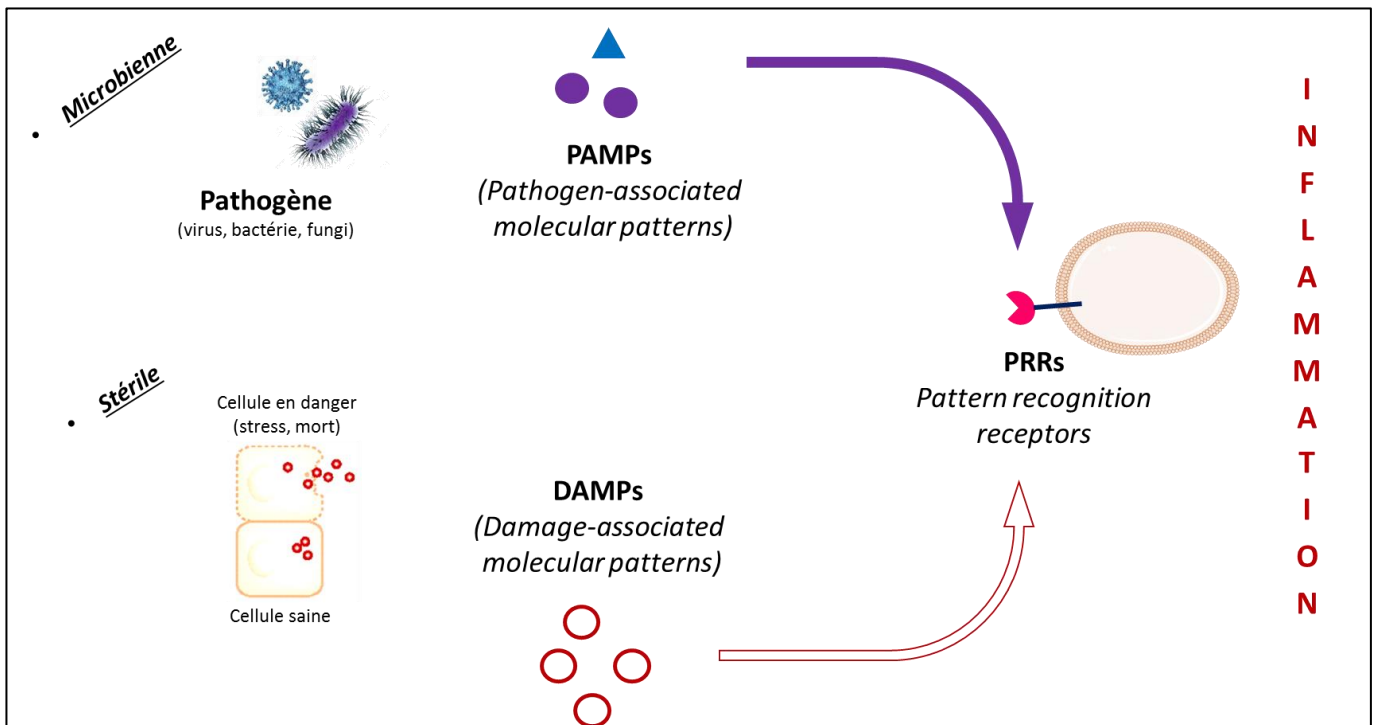 • Microbienne
Pathogène
(virus, bactérie, fungi)
PAMPs
(Pathogen-associated
molecular patterns)
• Stérile
Cellule en danger
(stress, mort)
Cellule saine
DAMPs
(Damage-associated
molecular patterns)
PRRs
Pattern recognition
receptors
I
N
F
L
A
M
M
A
T
I
O
N